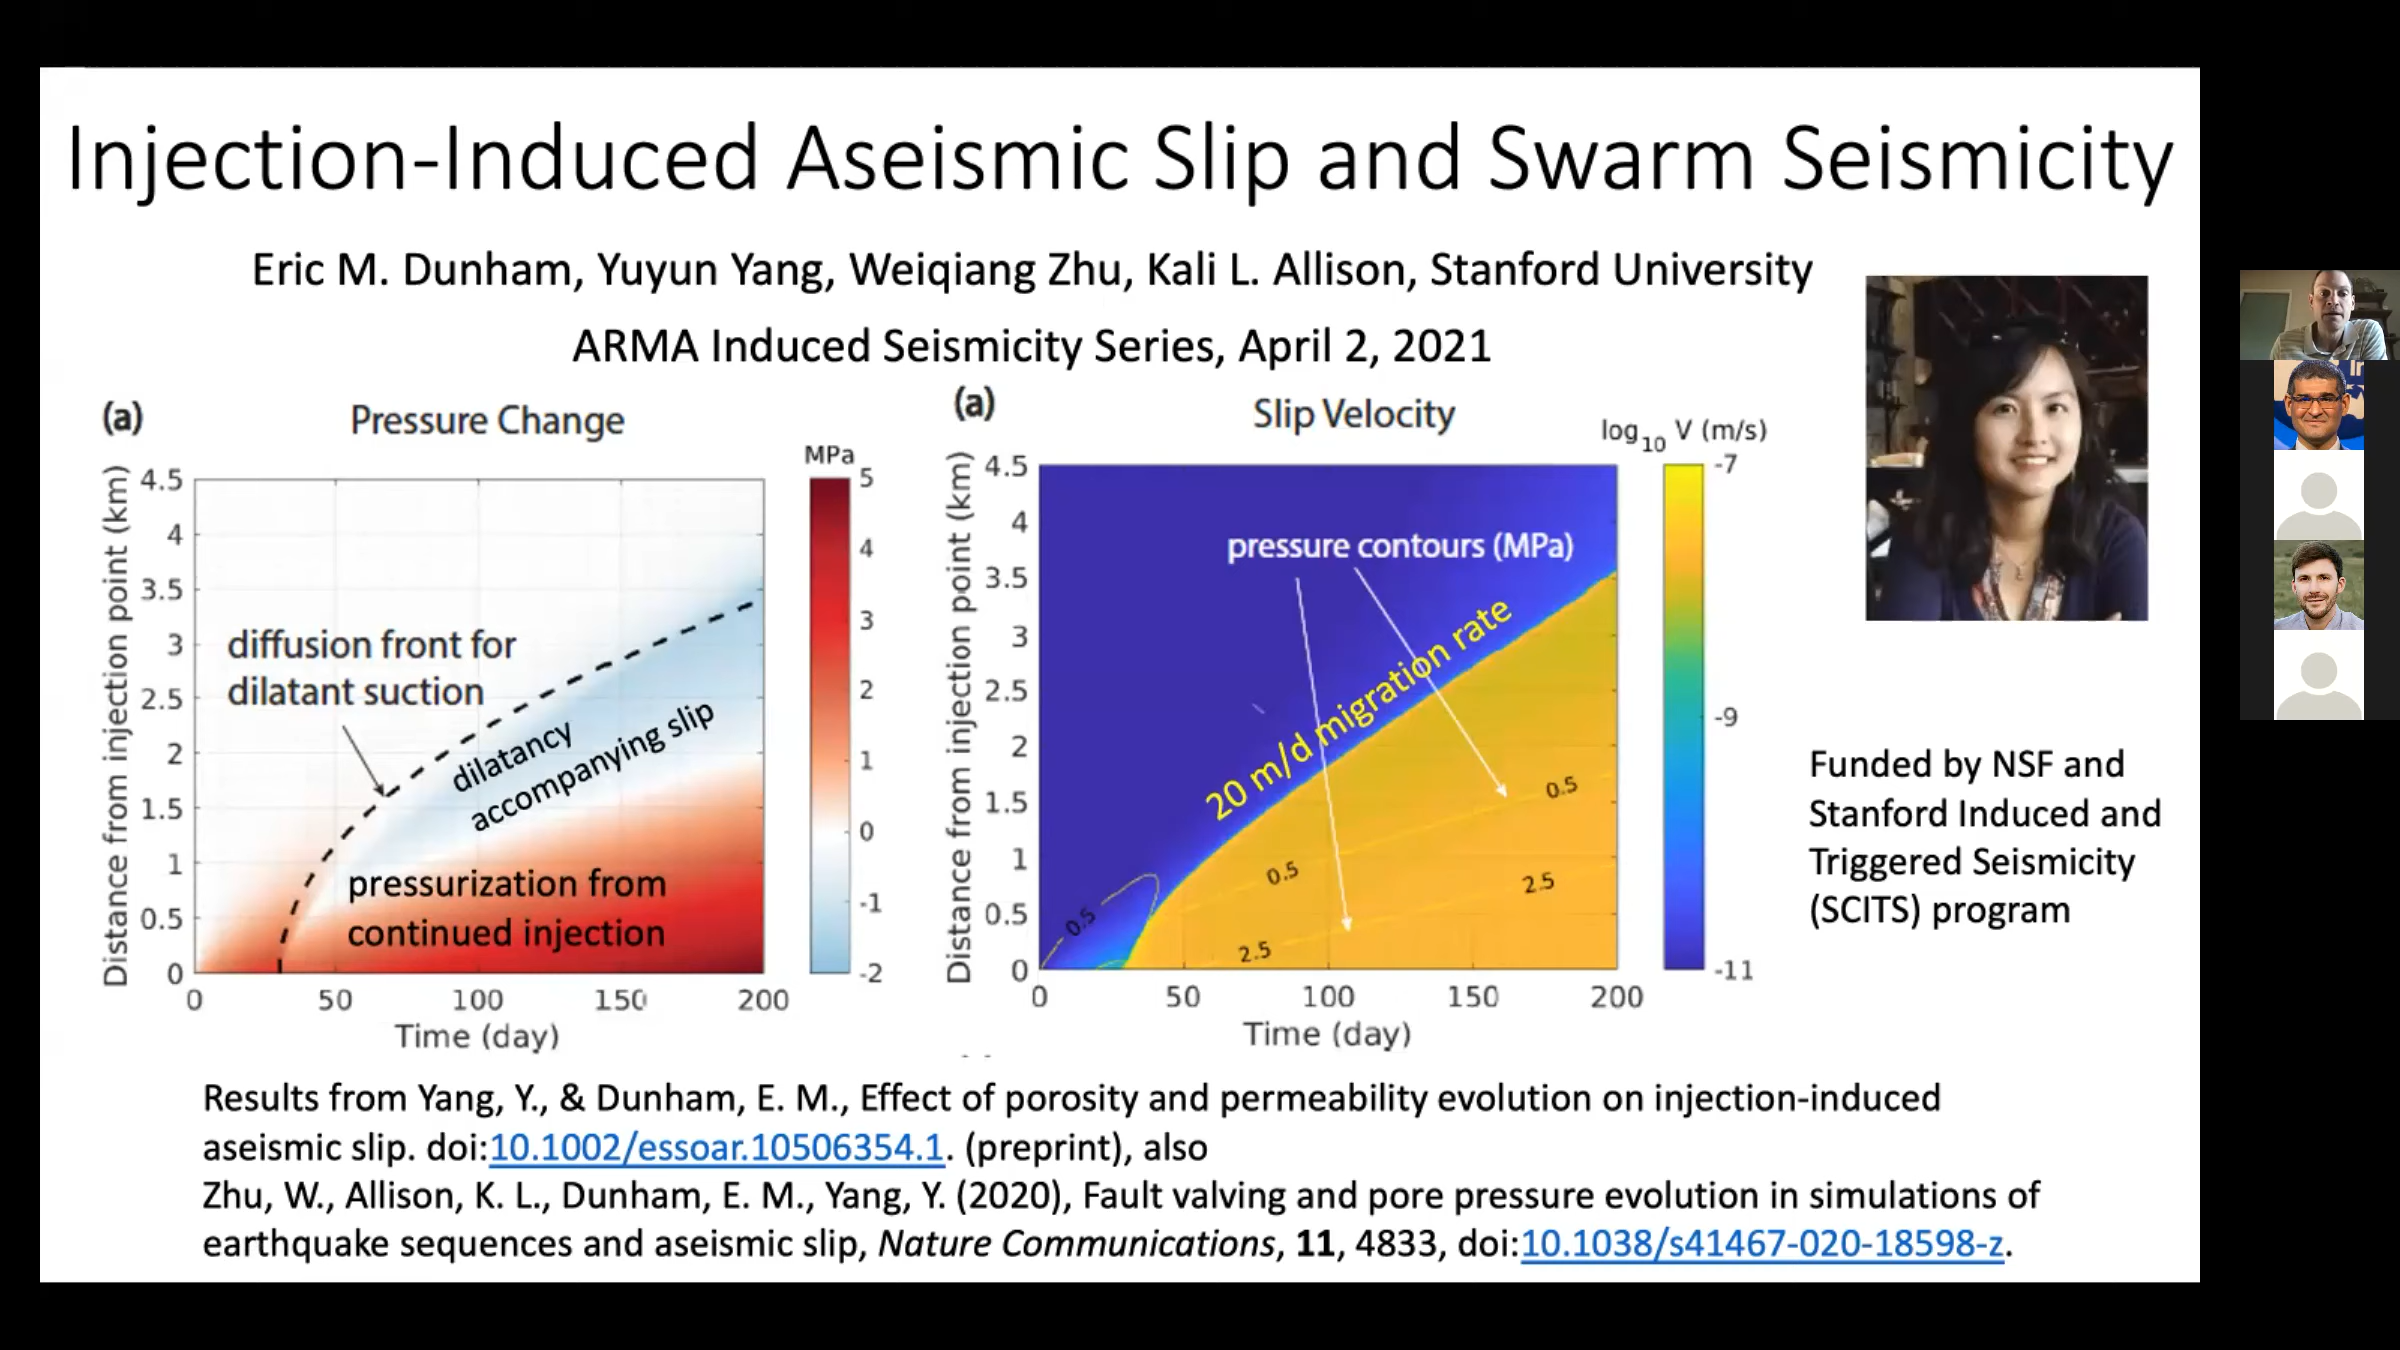 Injection-Induced Aseismic Slip and Swarm Seismicity
Eric M. Dunham, Yuyun Yang, Weiqiang Zhu, Kali L. Allison, Stanford University
ARMA Induced Seismicity Series, April 2, 2021
(a)
Pressure Change
MPa
5
4
3
2
1
0
-1
-2
Distance from injection point (km)
4.5
4
3.5
3
2.5
2
1.5
1
0.5
0
diffusion front for
dilatant suction
dilatancy
accompanying slip
pressurization from
continued injection
0 50 100 150 200
Time (day)
(a)
Slip Velocity
log10 V (m/s)
-7
-9
-11
Distance from injection point (km)
4.5
4
3.5
3
2.5
2
1.5
1
0.5
0
pressure contours (MPa)
20 m/d migration rate
0.5
0.5
0.5
2.5
2.5
0 50 100 150 200
Time (day)
Funded by NSF and
Stanford Induced and
Triggered Seismicity
(SCITS) program
Results from Yang, Y., & Dunham, E. M., Effect of porosity and permeability evolution on injection-induced
aseismic slip. doi:10.1002/essoar.10506354.1. (preprint), also
Zhu, W., Allison, K. L., Dunham, E. M., Yang, Y. (2020), Fault valving and pore pressure evolution in simulations of
earthquake sequences and aseismic slip, Nature Communications, 11, 4833, doi:10.1038/s41467-020-18598-z.